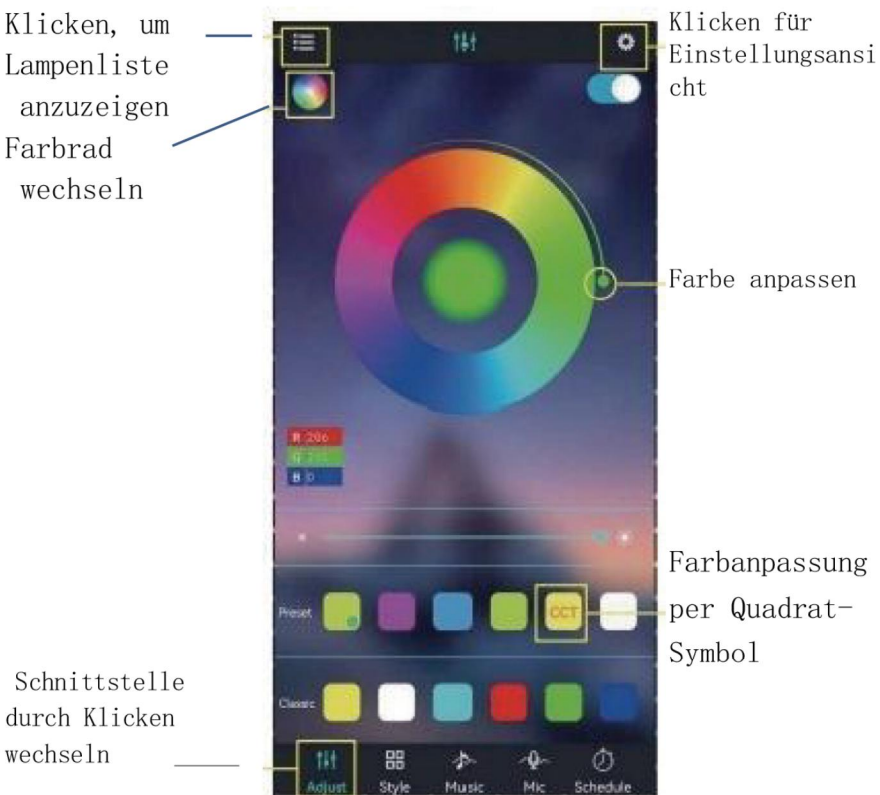 Klicken, um
Lampenliste
anzuzeigen
Farbrad
wechseln
Klicken für
Einstellungsansi
cht
Farbe anpassen
R 206
G
B 0
Farbanpassung
per Quadrat-
Symbol
Preset
CCT
Classic
Schnittstelle
durch Klicken
wechseln
Adjust
Style
Music
Mic
Schedule